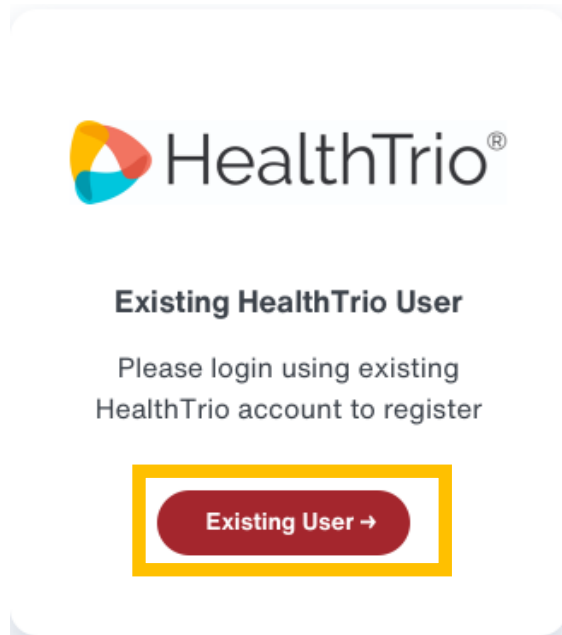 HealthTrio®
Existing HealthTrio User
Please login using existing
HealthTrio account to register
Existing User →